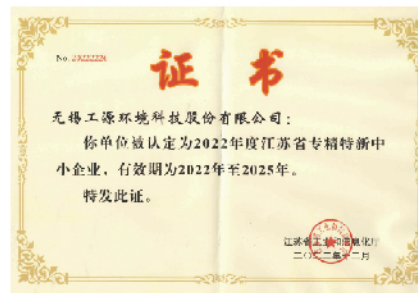 No. 20222226
证 书
无锡工源环境科技股份有限公司：
你单位被认定为2022年度江苏省专精特新中
小企业，有效期为2022年至2025年。
特发此证。
江苏省工业和信息化厅
二〇二二年十二月